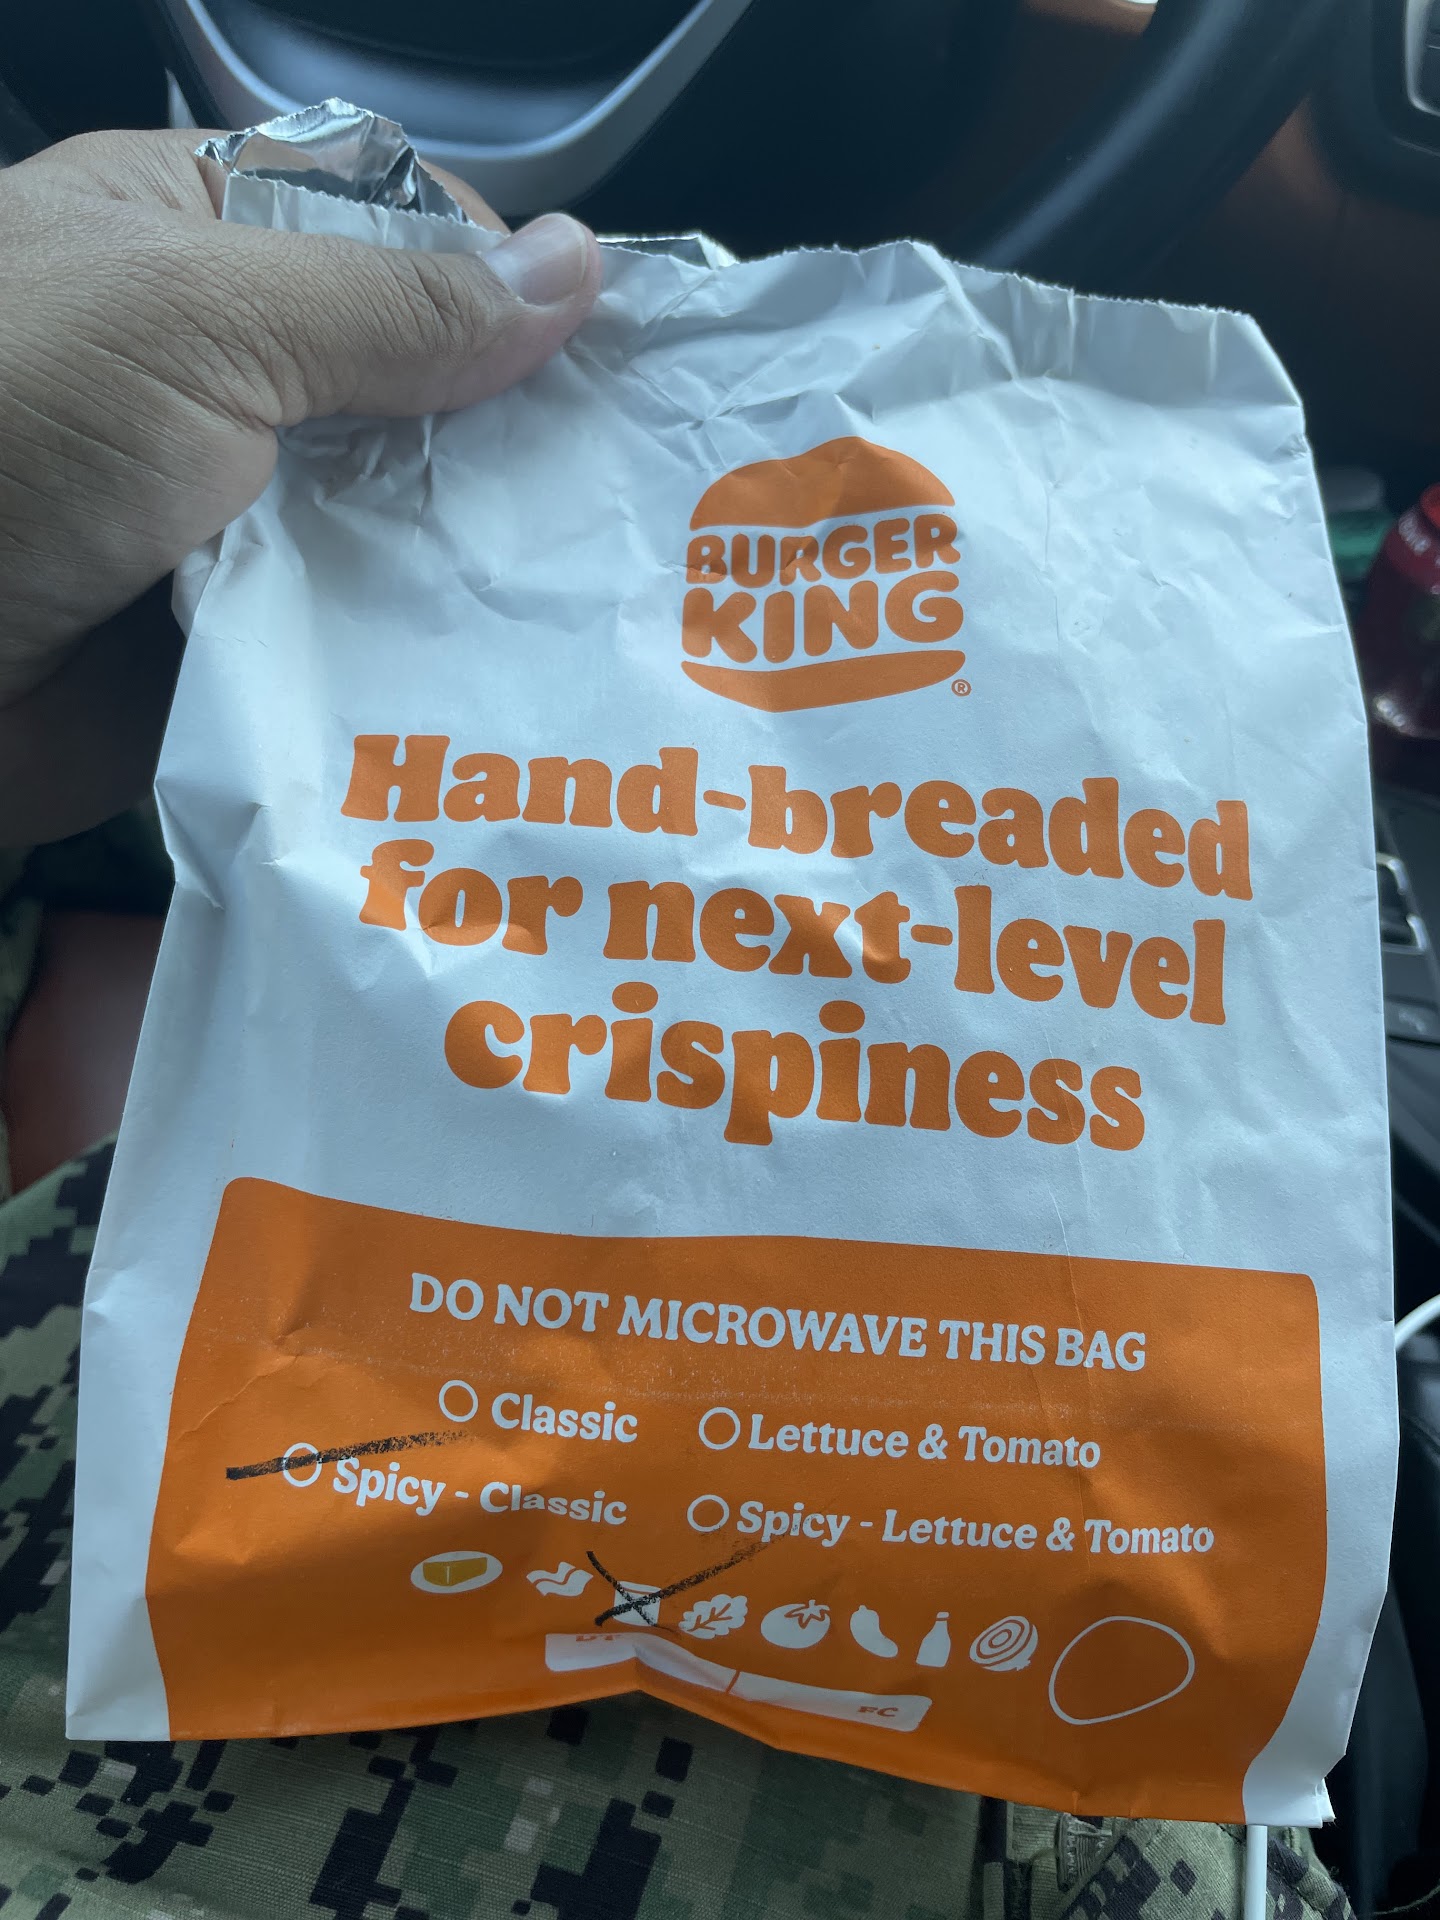 BURGER
KING
®
Hand-breaded
for next-level
crispiness
DO NOT MICROWAVE THIS BAG
Classic
Lettuce & Tomato
Spicy - Classic
Spicy - Lettuce & Tomato
FC